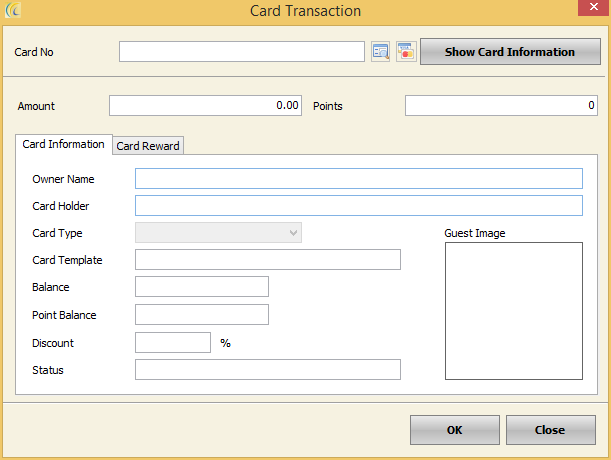 Card Transaction
Card No
Show Card Information
Amount 0.00 Points 0
Card Information Card Reward
Owner Name
Card Holder
Card Type Guest Image
Card Template
Balance
Point Balance
Discount %
Status
OK Close